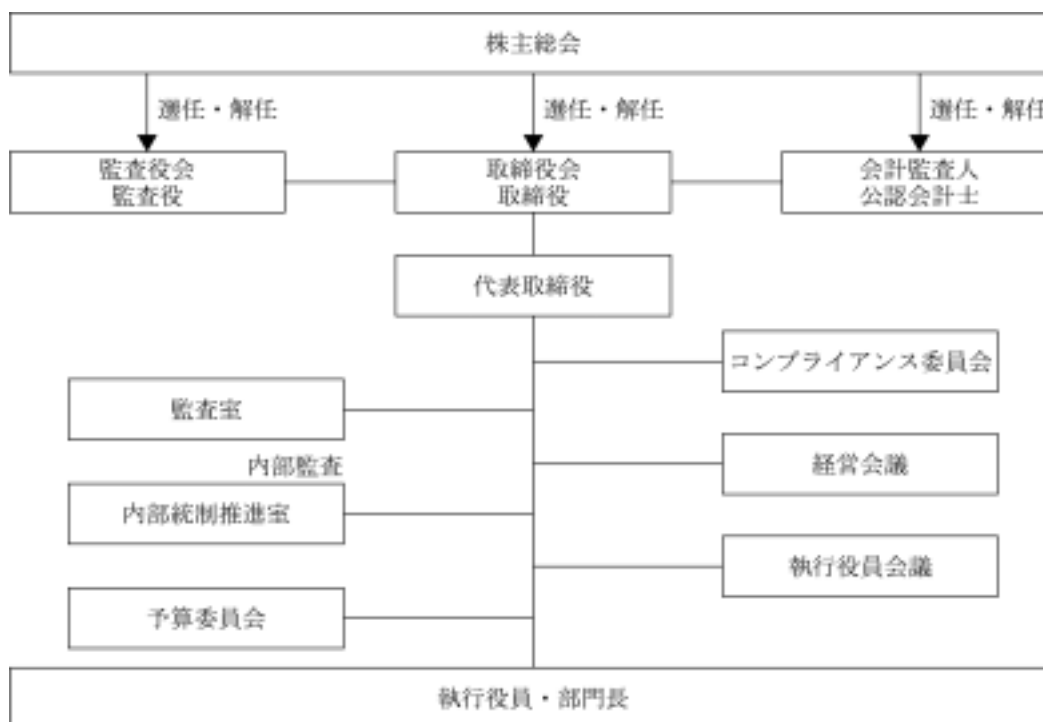 株主総会
選任・解任
選任・解任
選任・解任
監査役会
監査役
取締役会
取締役
会計監査人
公認会計士
代表取締役
コンプライアンス委員会
監査室
経営会議
内部監査
内部統制推進室
執行役員会議
予算委員会
執行役員・部門長